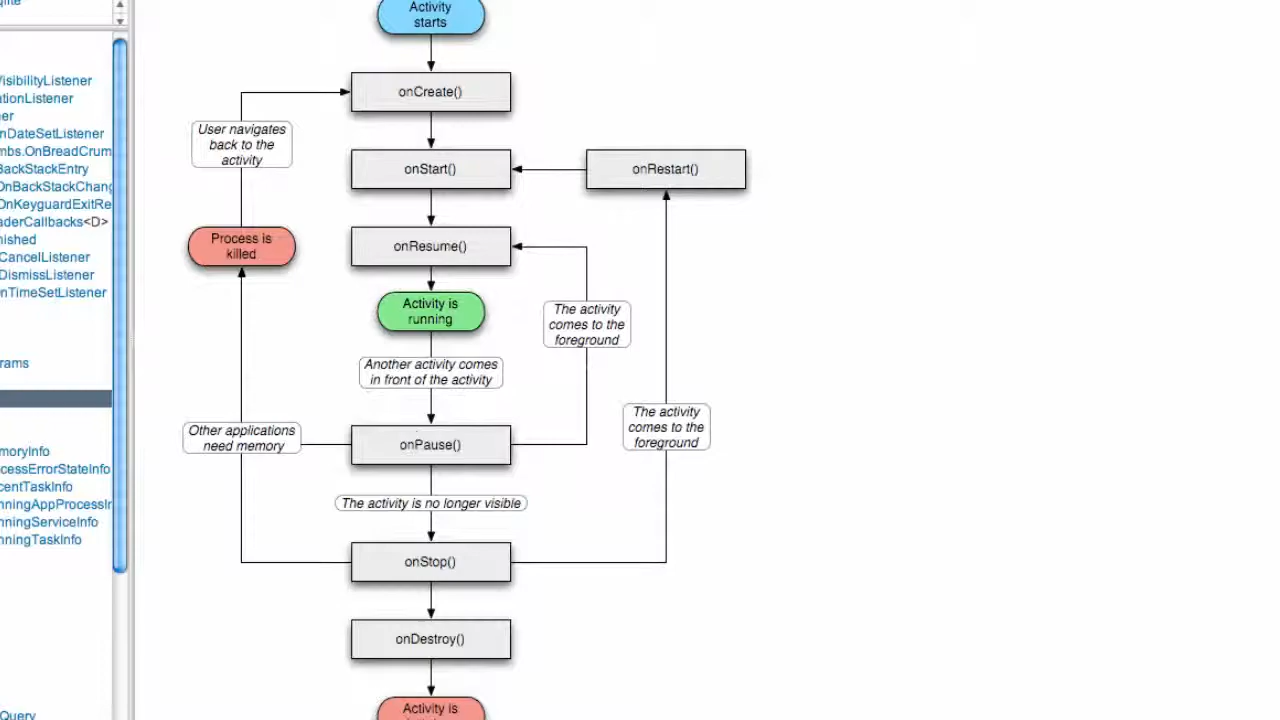 Activity
starts
onCreate()
User navigates
back to the
activity
onStart()
onRestart()
onResume()
Process is
killed
Activity is
running
The activity
comes to the
foreground
Another activity comes
in front of the activity
The activity
comes to the
foreground
Other applications
need memory
onPause()
The activity is no longer visible
onStop()
onDestroy()
Activity is
isibilityListener
ationListener
er
nDateSetListener
mbs.OnBreadCrum
BackStackEntry
OnBackStackChang
OnKeyguardExitRe
aderCallbacks<D>
nished
CancelListener
DismissListener
nTimeSetListener
rams
moryInfo
cessErrorStateInfo
centTaskInfo
nningAppProcessIn
nningServiceInfo
nningTaskInfo
Query